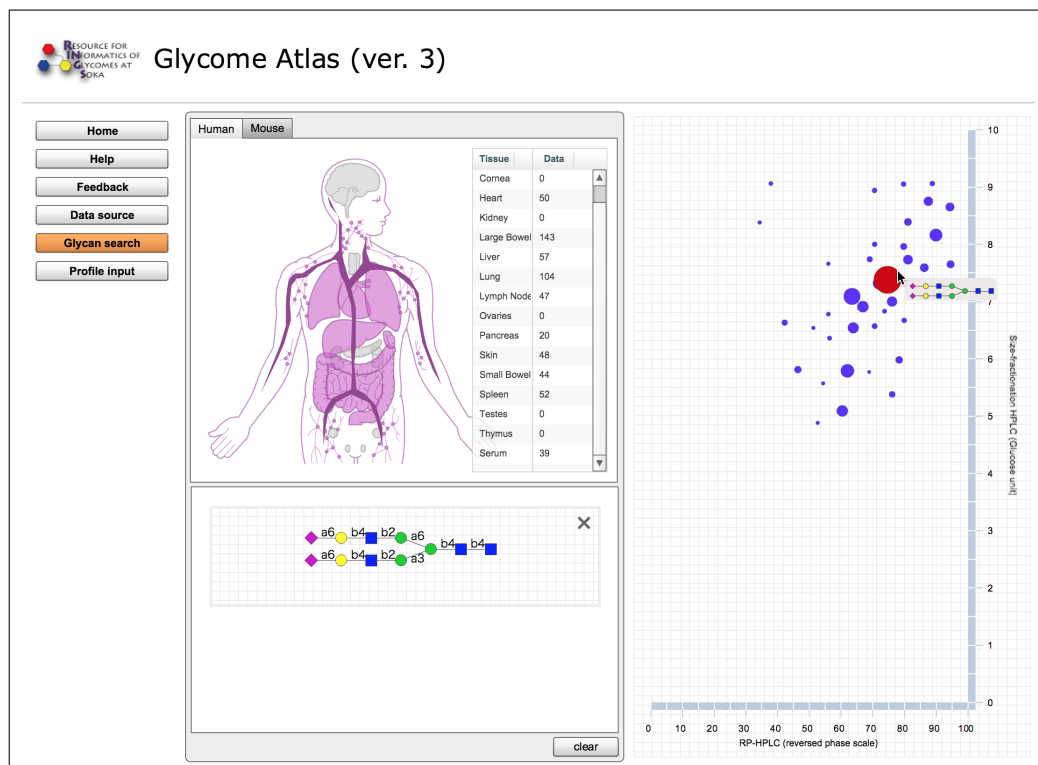 RESOURCE FOR
INFORMATICS OF
GLYCOMES AT
SOKA
Glycome Atlas (ver. 3)
Home
Help
Feedback
Data source
Glycan search
Profile input
Human
Mouse
Tissue Data
Cornea 0
Heart 50
Kidney 0
Large Bowel 143
Liver 57
Lung 104
Lymph Node 47
Ovaries 0
Pancreas 20
Skin 48
Small Bowel 44
Spleen 52
Testes 0
Thymus 0
Serum 39
a6 b4 b2 a6
b4 b4
a6 b4 b2 a3
clear
10
9
8
7
6
5
4
3
2
1
0
Size-fractionation HPLC (Glucose unit)
0 10 20 30 40 50 60 70 80 90 100
RP-HPLC (reversed phase scale)